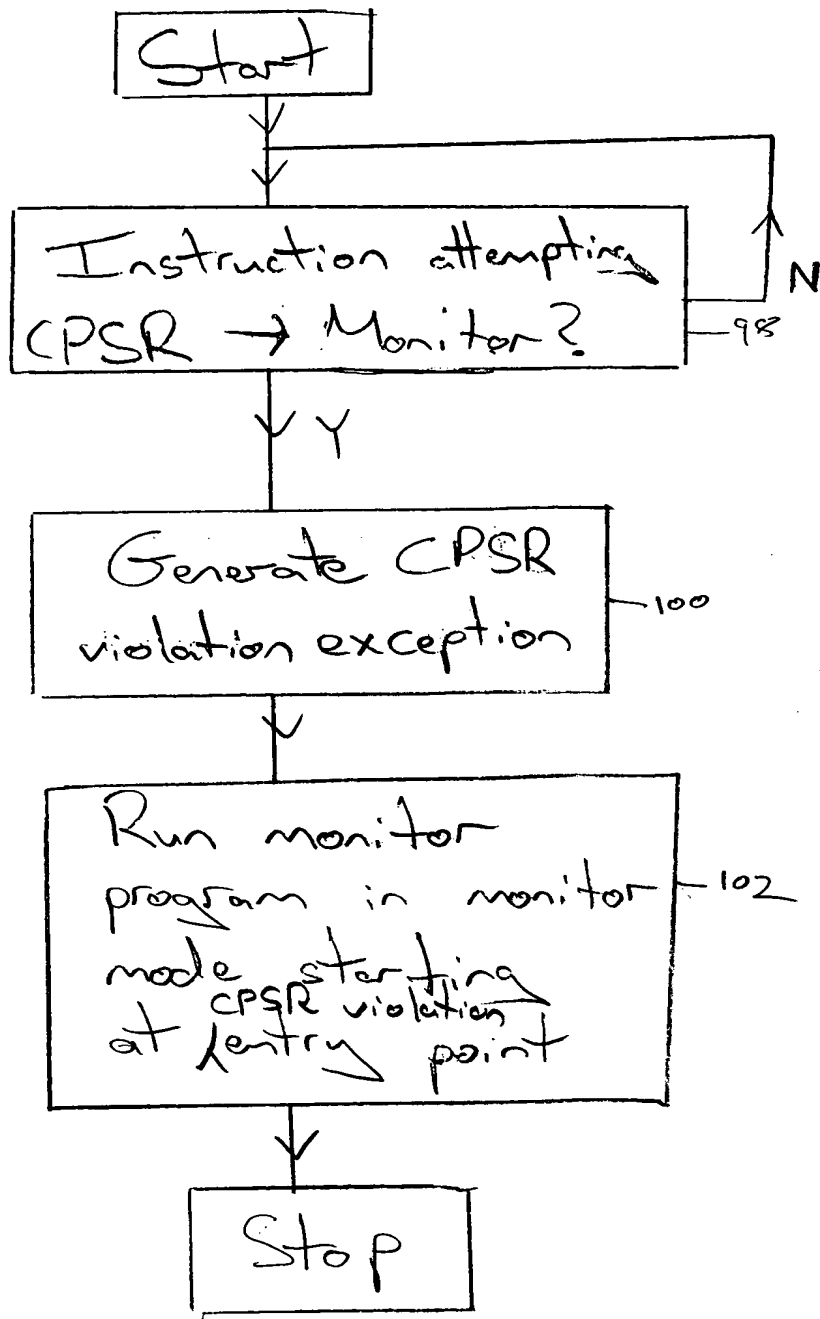 Start
Instruction attempting
CPSR → Monitor?
N
98
Y
Generate CPSR
violation exception
100
Run monitor
program in monitor
mode starting
CPSR violation
at entry point
102
Stop